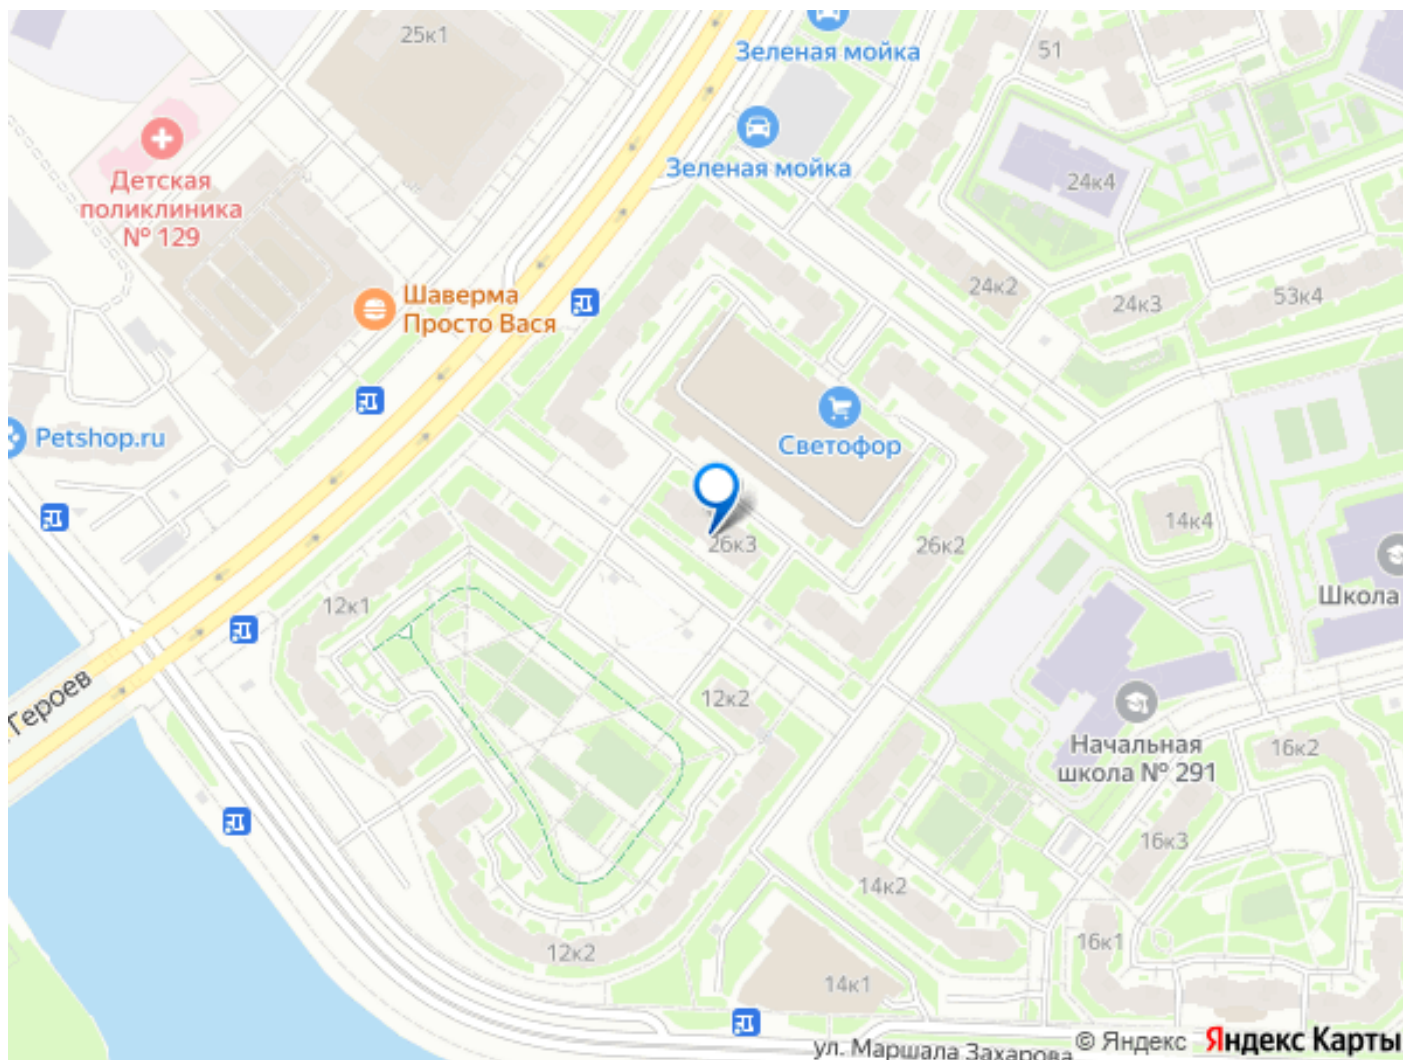 25к1
Зеленая мойка
51
Зеленая мойка
Детская
поликлиника
№ 129
24к4
Шаверма
Просто Вася
24к2
24к3
53к4
Petshop.ru
Светофор
26к3
26к2
14к4
Школа
12к1
Героев
12к2
Начальная
школа № 291
16к2
16к3
14к2
12к2
16к1
14к1
ул. Маршала Захарова
© Яндекс Яндекс Карты